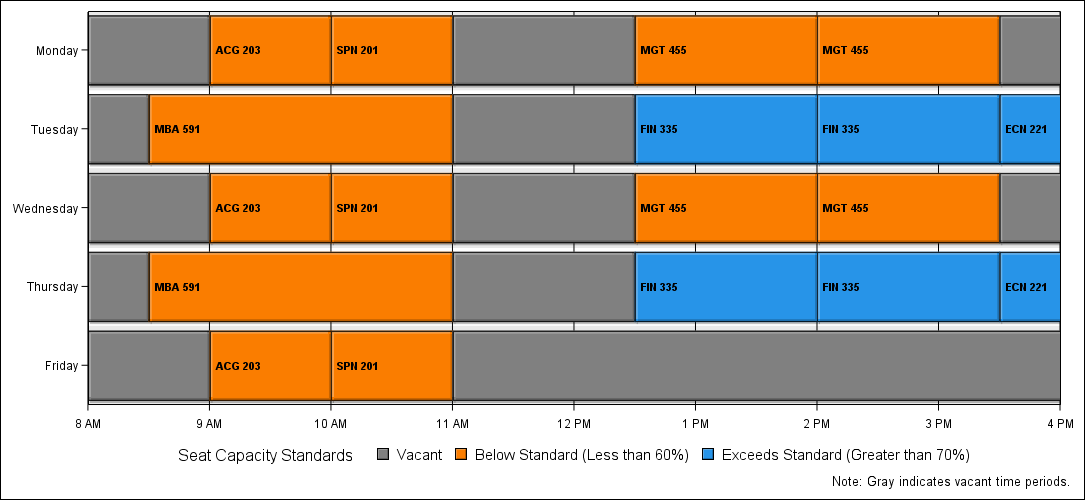 Monday
ACG 203
SPN 201
MGT 455
MGT 455
Tuesday
MBA 591
FIN 335
FIN 335
ECN 221
Wednesday
ACG 203
SPN 201
MGT 455
MGT 455
Thursday
MBA 591
FIN 335
FIN 335
ECN 221
Friday
ACG 203
SPN 201
8 AM
9 AM
10 AM
11 AM
12 PM
1 PM
2 PM
3 PM
4 PM
Seat Capacity Standards
Vacant
Below Standard (Less than 60%)
Exceeds Standard (Greater than 70%)
Note: Gray indicates vacant time periods.